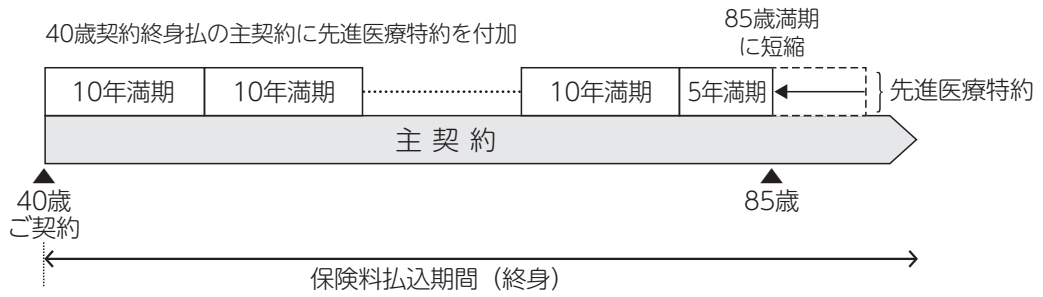 40歳契約終身払の主契約に先進医療特約を付加
85歳満期
に短縮
10年満期
10年満期
10年満期
5年満期
先進医療特約
主契約
40歳
ご契約
85歳
保険料払込期間（終身）